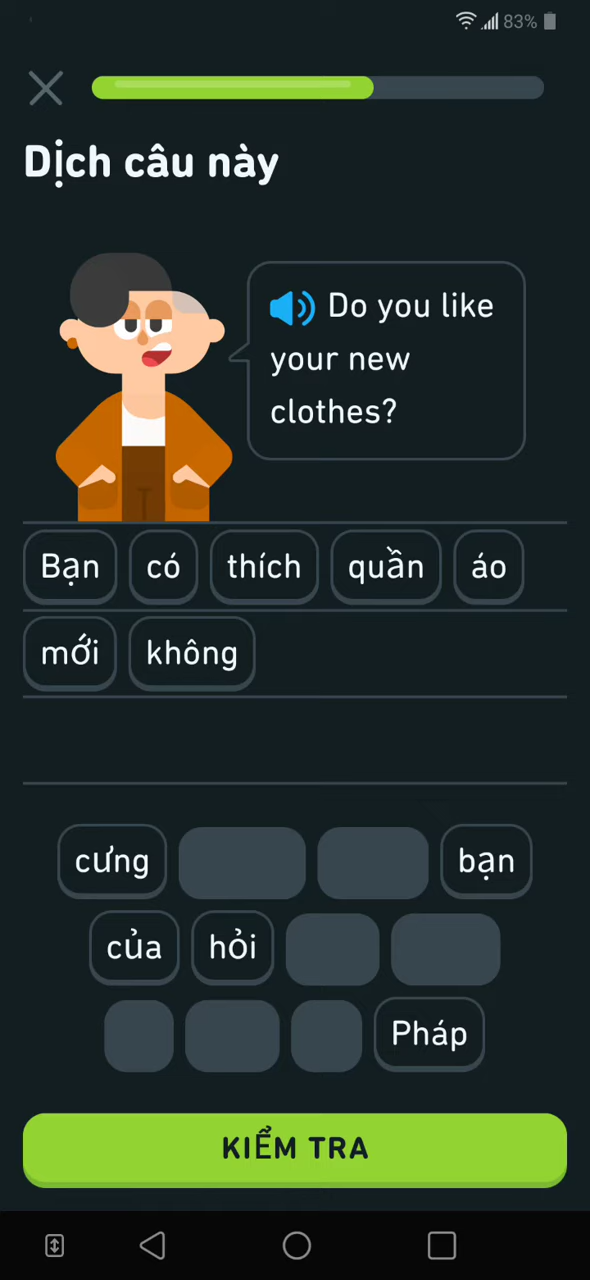 83%
Dịch câu này
Do you like
your new
clothes?
Bạn có thích quần áo
mới không
cưng bạn
của hỏi
Pháp
KIỂM TRA